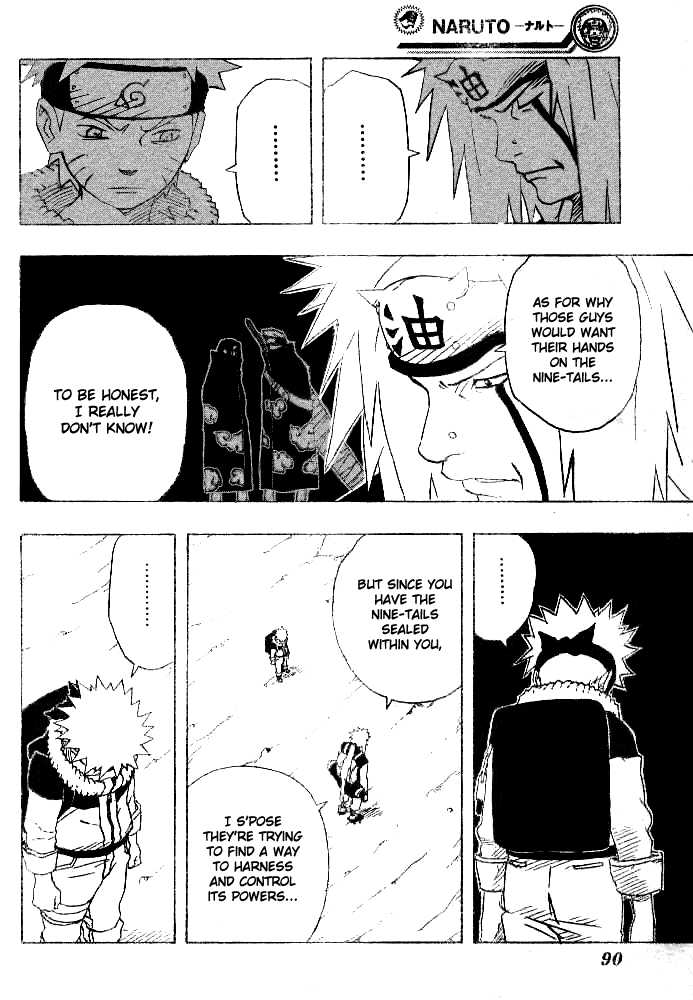 NARUTO —ナルト—
.........
.........
油
油
AS FOR WHY
THOSE GUYS
WOULD WANT
THEIR HANDS
ON THE
NINE-TAILS...
TO BE HONEST,
I REALLY
DON'T KNOW!
.........
BUT SINCE YOU
HAVE THE
NINE-TAILS
SEALED
WITHIN YOU,
I S'POSE
THEY'RE TRYING
TO FIND A WAY
TO HARNESS
AND CONTROL
ITS POWERS...
.........
90